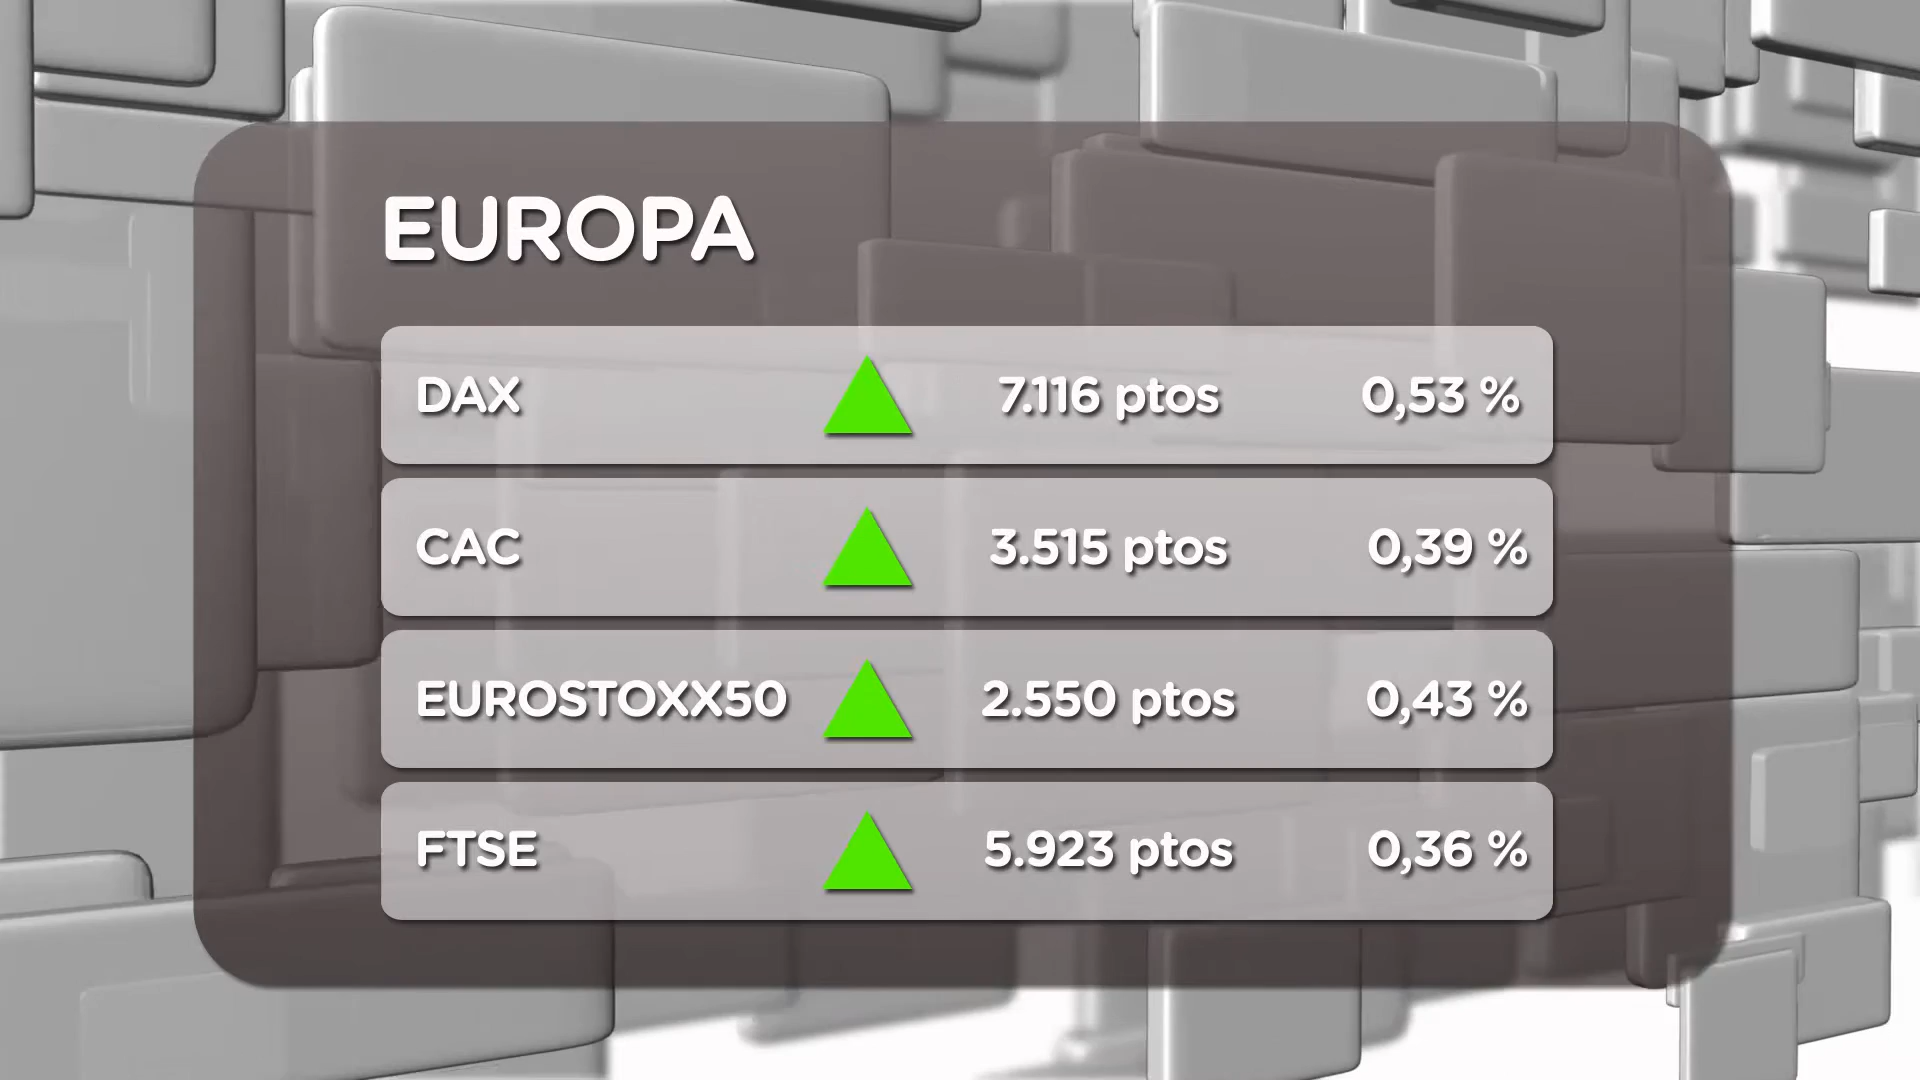 EUROPA
DAX 7.116 ptos 0,53 %
CAC 3.515 ptos 0,39 %
EUROSTOXX50 2.550 ptos 0,43 %
FTSE 5.923 ptos 0,36 %